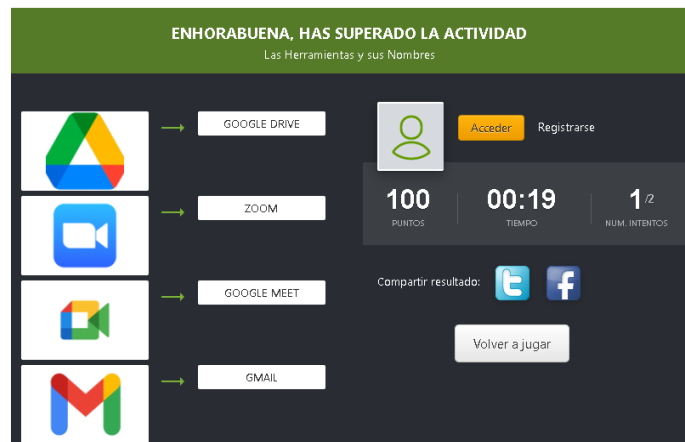 ENHORABUENA, HAS SUPERADO LA ACTIVIDAD
Las Herramientas y sus Nombres
GOOGLE DRIVE
ZOOM
GOOGLE MEET
GMAIL
Acceder Registrarse
100 00:19 1/2
PUNTOS TIEMPO NUM. INTENTOS
Compartir resultado:
Volver a jugar